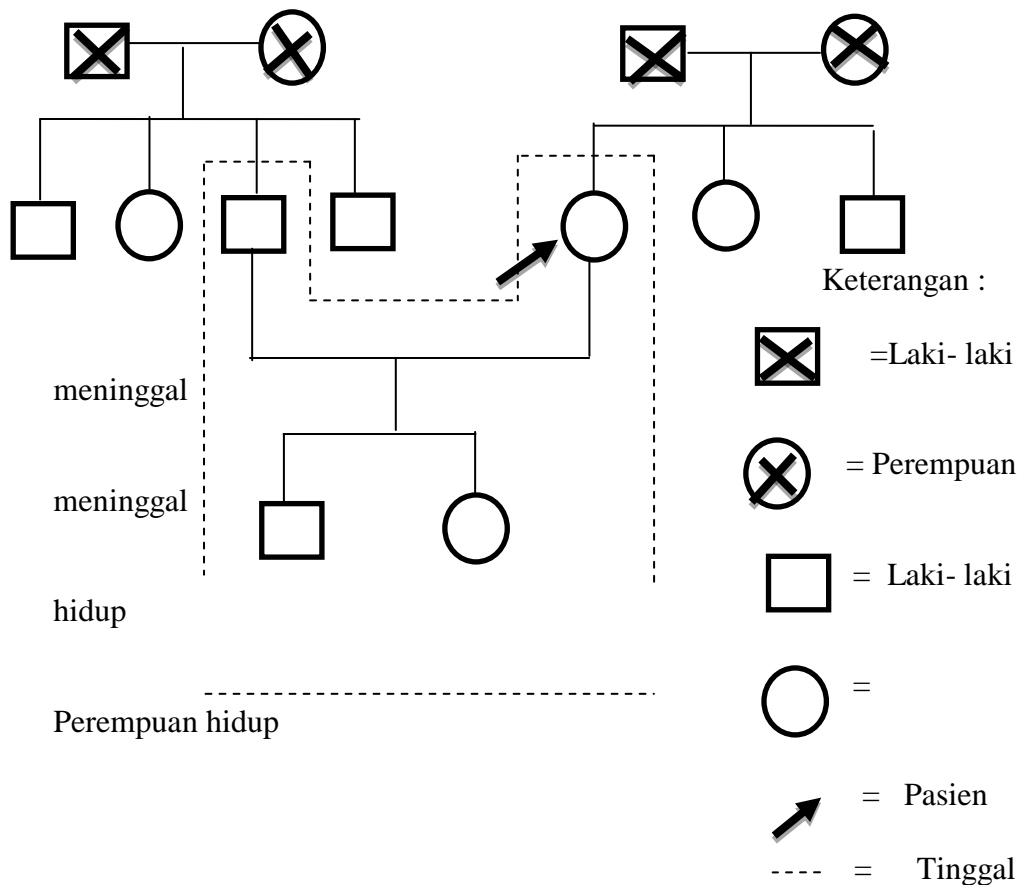 Keterangan :
=Laki- laki
meninggal
= Perempuan
meninggal
= Laki- laki
hidup
=
Perempuan hidup
= Pasien
---- = Tinggal